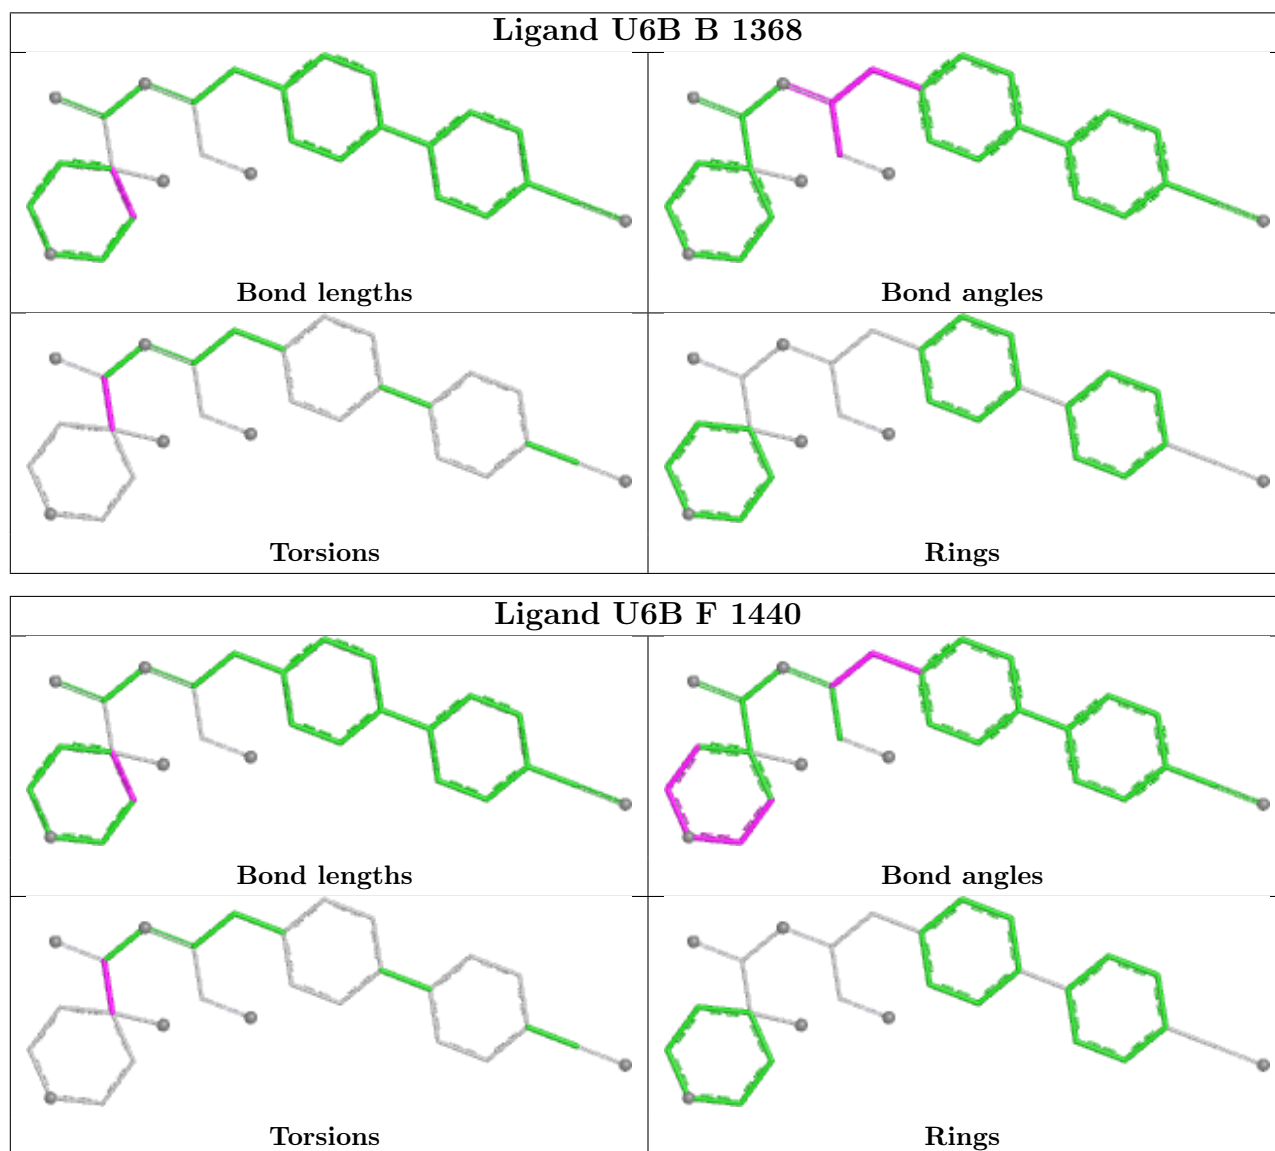 Ligand U6B B 1368
Bond lengths
Bond angles
Torsions
Rings
Ligand U6B F 1440
Bond lengths
Bond angles
Torsions
Rings